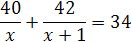 40/x + 42/(x + 1) = 34